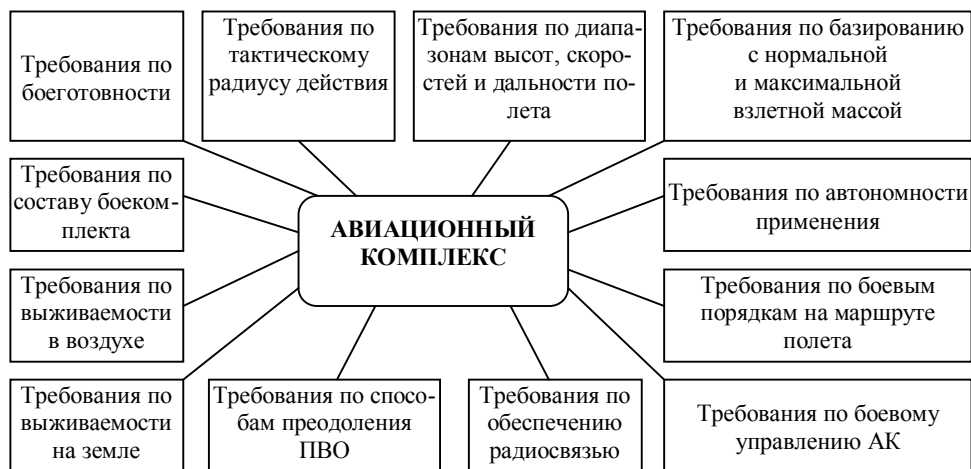 Требования по
боеготовности
Требования по
тактическому
радиусу действия
Требования по диапа-
зонам высот, скоро-
стей и дальности по-
лета
Требования по базированию
с нормальной
и максимальной
взлетной массой
Требования по
составу боеком-
плекта
АВИАЦИОННЫЙ
КОМПЛЕКС
Требования по автономности
применения
Требования по
выживаемости
в воздухе
Требования по боевым
порядкам на маршруте
полета
Требования по
выживаемости
на земле
Требования по спосо-
бам преодоления
ПВО
Требования по
обеспечению
радиосвязью
Требования по боевому
управлению АК